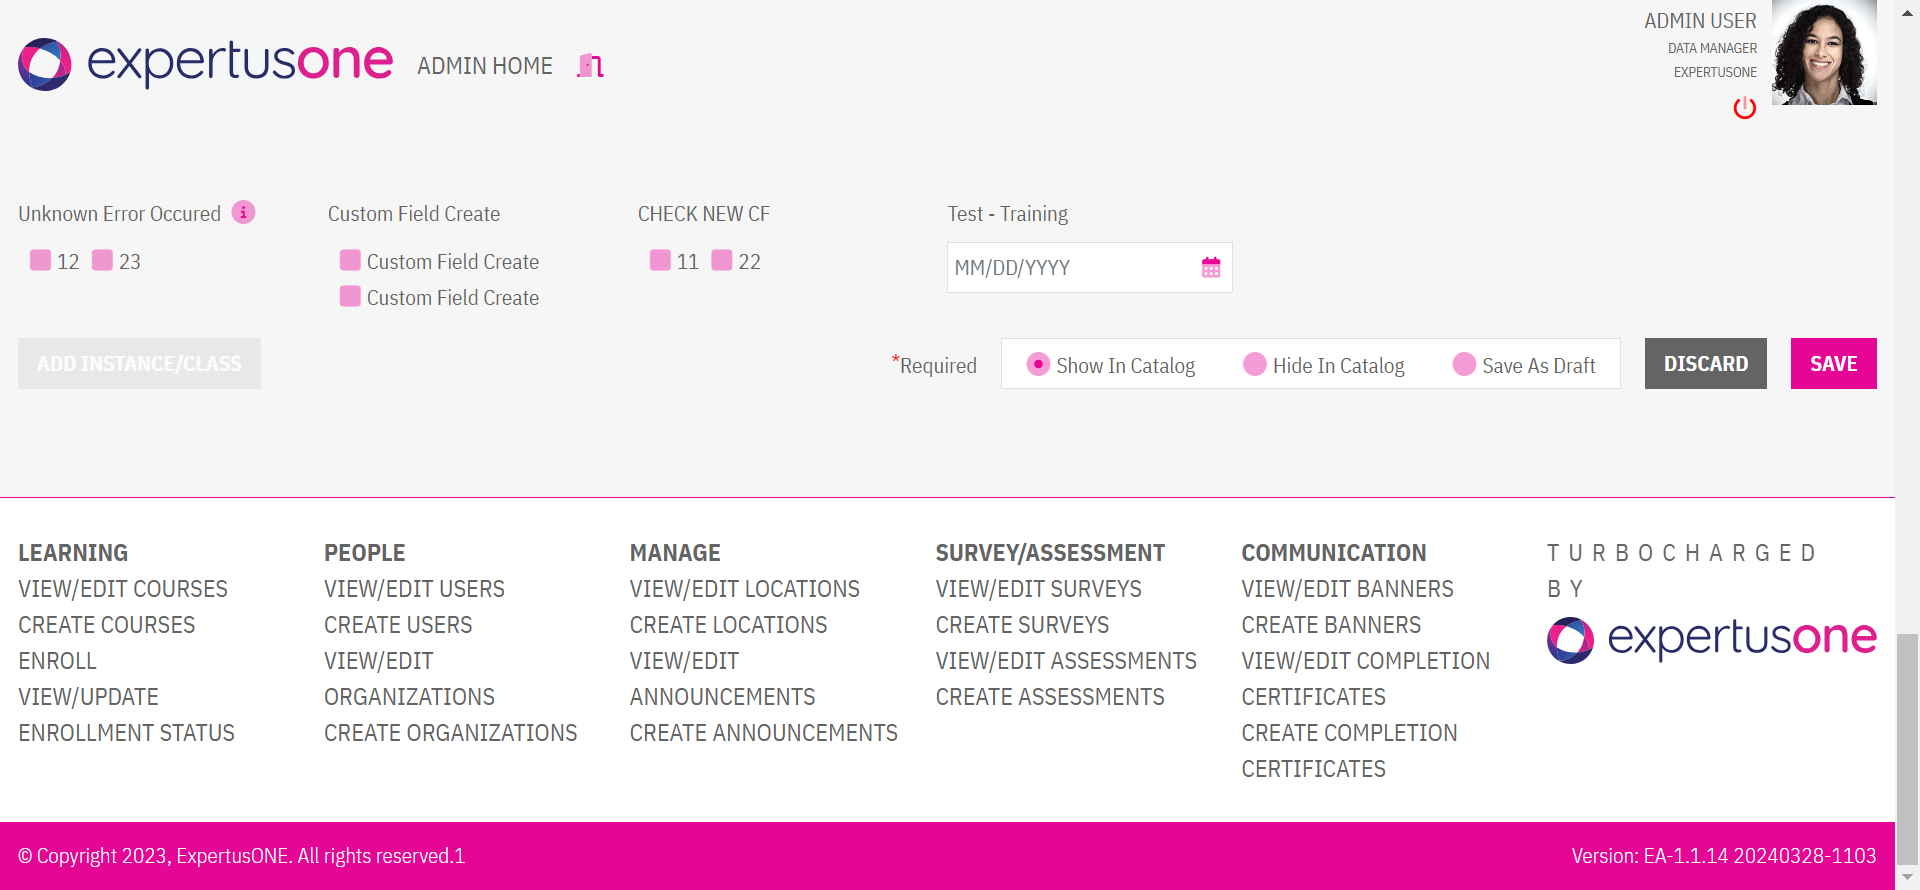 expertusone
ADMIN HOME
ADMIN USER
DATA MANAGER
EXPERTUSONE
Unknown Error Occured
12 23
Custom Field Create
Custom Field Create
Custom Field Create
CHECK NEW CF
11 22
Test - Training
MM/DD/YYYY
ADD INSTANCE/CLASS
*Required
Show In Catalog
Hide In Catalog
Save As Draft
DISCARD
SAVE
LEARNING
VIEW/EDIT COURSES
CREATE COURSES
ENROLL
VIEW/UPDATE
ENROLLMENT STATUS
PEOPLE
VIEW/EDIT USERS
CREATE USERS
VIEW/EDIT
ORGANIZATIONS
CREATE ORGANIZATIONS
MANAGE
VIEW/EDIT LOCATIONS
CREATE LOCATIONS
VIEW/EDIT
ANNOUNCEMENTS
CREATE ANNOUNCEMENTS
SURVEY/ASSESSMENT
VIEW/EDIT SURVEYS
CREATE SURVEYS
VIEW/EDIT ASSESSMENTS
CREATE ASSESSMENTS
COMMUNICATION
VIEW/EDIT BANNERS
CREATE BANNERS
VIEW/EDIT COMPLETION
CERTIFICATES
CREATE COMPLETION
CERTIFICATES
TURBOCHARGED
BY
expertusone
© Copyright 2023, ExpertusONE. All rights reserved.1
Version: EA-1.1.14 20240328-1103